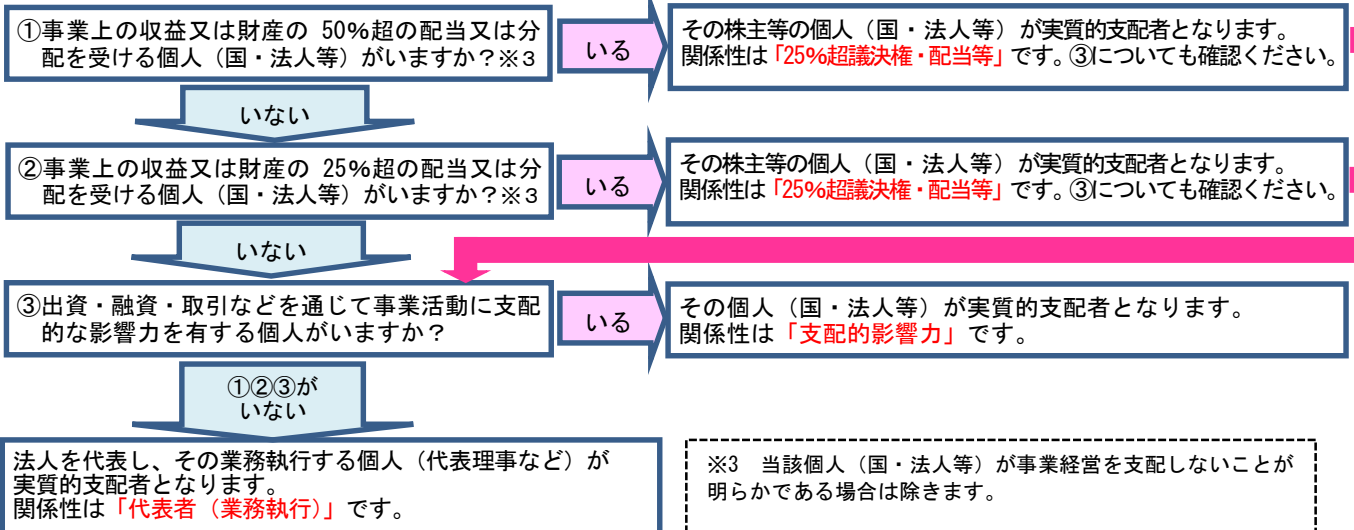 ①事業上の収益又は財産の 50%超の配当又は分
配を受ける個人（国・法人等）がいますか？※3
いる
その株主等の個人（国・法人等）が実質的支配者となります。
関係性は「25%超議決権・配当等」です。③についても確認ください。
いない
②事業上の収益又は財産の 25%超の配当又は分
配を受ける個人（国・法人等）がいますか？※3
いる
その株主等の個人（国・法人等）が実質的支配者となります。
関係性は「25%超議決権・配当等」です。③についても確認ください。
いない
③出資・融資・取引などを通じて事業活動に支配
的な影響力を有する個人がいますか？
いる
その個人（国・法人等）が実質的支配者となります。
関係性は「支配的影響力」です。
①②③が
いない
法人を代表し、その業務執行する個人（代表理事など）が
実質的支配者となります。
関係性は「代表者（業務執行）」です。
※3　当該個人（国・法人等）が事業経営を支配しないことが
明らかである場合は除きます。